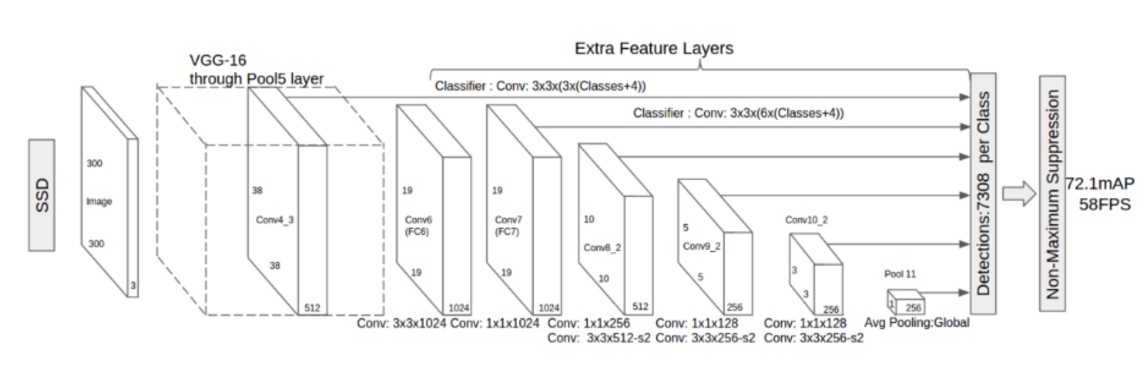 Extra Feature Layers
VGG-16
through Pool5 layer
Classifier : Conv: 3x3x(3x(Classes+4))
Classifier : Conv: 3x3x(6x(Classes+4))
SSD
300
Image
300
3
38
Conv4_3
38
512
19
Conv6
(FC6)
19
1024
19
Conv7
(FC7)
19
1024
10
Conv8_2
10
512
5
Conv9_2
5
256
Conv10_2
3
3
256
Pool 11
1
256
Conv: 3x3x1024
Conv: 1x1x1024
Conv: 1x1x256
Conv: 3x3x512-s2
Conv: 1x1x128
Conv: 3x3x256-s2
Conv: 1x1x128
Conv: 3x3x256-s2
Avg Pooling:Global
Detections:7308 per Class
Non-Maximum Suppression
72.1mAP
58FPS